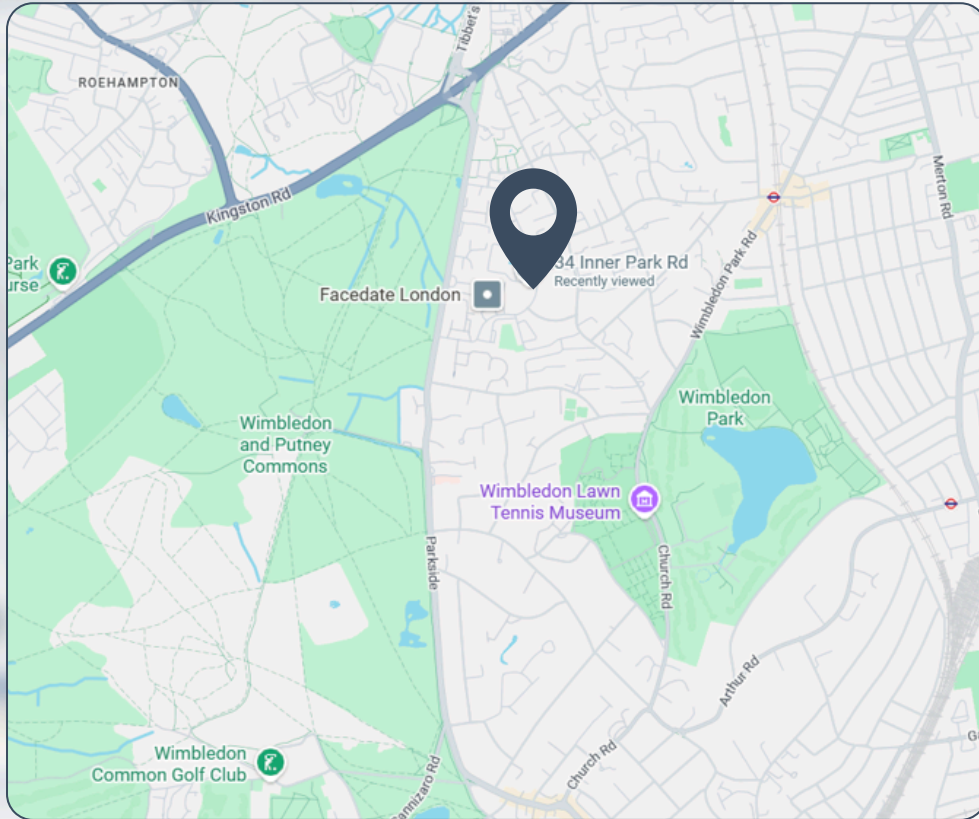 Tibbet's
ROEHAMPTON
Merton Rd
Kingston Rd
Park
urse
34 Inner Park Rd
Recently viewed
Facedate London
Wimbledon Park Rd
Wimbledon
Park
Wimbledon
and Putney
Commons
Wimbledon Lawn
Tennis Museum
Parkside
Church Rd
Arthur Rd
Wimbledon
Common Golf Club
Church Rd
annizaro Rd
G